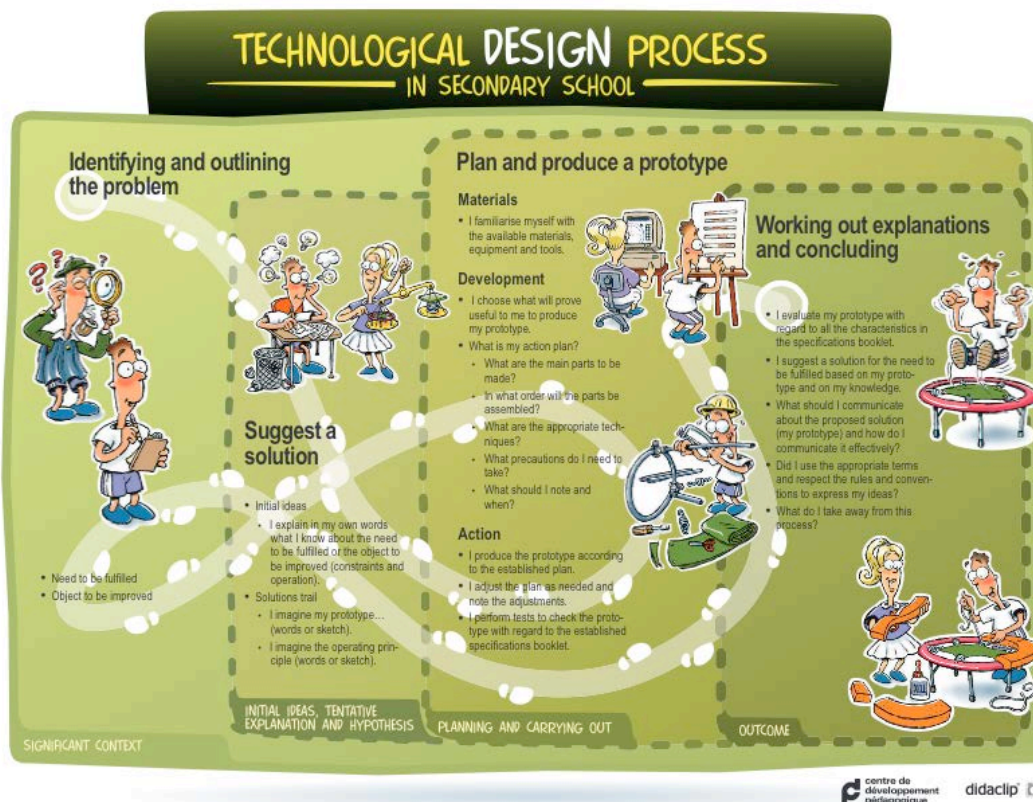 TECHNOLOGICAL DESIGN PROCESS
IN SECONDARY SCHOOL
Identifying and outlining
the problem
• Need to be fulfilled
• Object to be improved
SIGNIFICANT CONTEXT
Suggest a
solution
• Initial ideas
• I explain in my own words
what I know about the need
to be fulfilled or the object to
be improved (constraints and
operation).
• Solutions trail
• I imagine my prototype…
(words or sketch).
• I imagine the operating prin-
ciple (words or sketch).
INITIAL IDEAS, TENTATIVE
EXPLANATION AND HYPOTHESIS
Plan and produce a prototype
Materials
• I familiarise myself with
the available materials,
equipment and tools.
Development
• I choose what will prove
useful to me to produce
my prototype.
• What is my action plan?
• What are the main parts to be
made?
• In what order will the parts be
assembled?
• What are the appropriate tech-
niques?
• What precautions do I need to
take?
• What should I note and
when?
Action
• I produce the prototype according
to the established plan.
• I adjust the plan as needed and
note the adjustments.
• I perform tests to check the proto-
type with regard to the established
specifications booklet.
PLANNING AND CARRYING OUT
Working out explanations
and concluding
• I evaluate my prototype with
regard to all the characteristics in
the specifications booklet.
• I suggest a solution for the need to
be fulfilled based on my proto-
type and on my knowledge.
• What should I communicate
about the proposed solution
(my prototype) and how do I
communicate it effectively?
• Did I use the appropriate terms
and respect the rules and conven-
tions to express my ideas?
• What do I take away from this
process?
OUTCOME
centre de
développement
pédagogique
didaclip